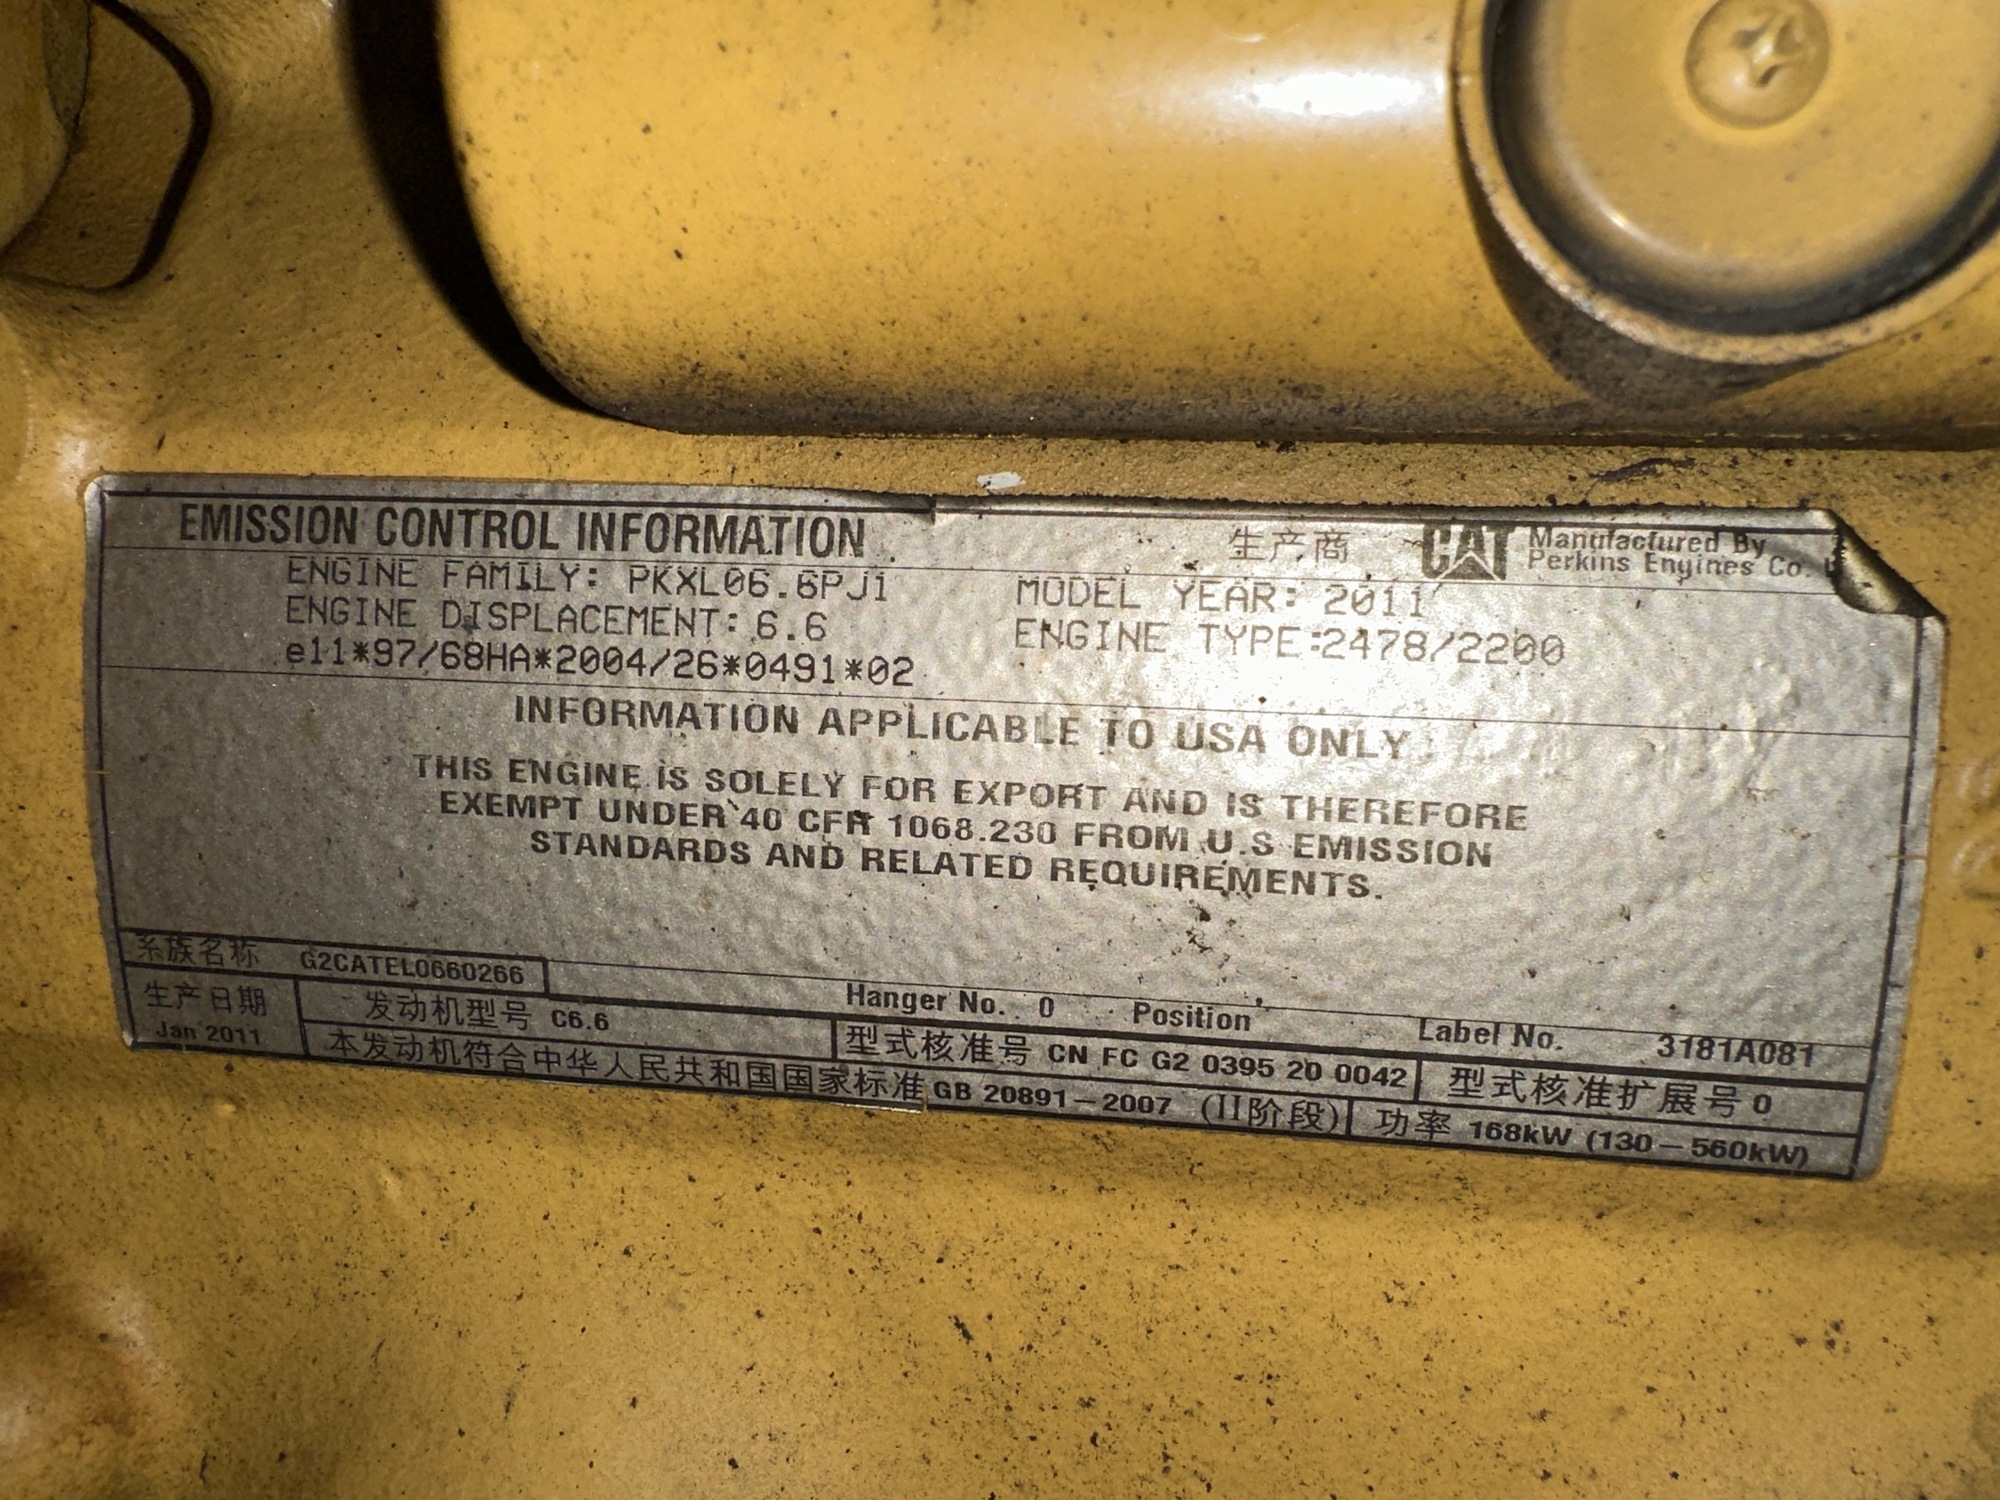 EMISSION CONTROL INFORMATION
生产商 CAT Manufactured By
Perkins Engines Co.
ENGINE FAMILY: PKXL06.6PJ1 MODEL YEAR: 2011
ENGINE DISPLACEMENT: 6.6 ENGINE TYPE:2478/2200
e11*97/68HA*2004/26*0491*02
INFORMATION APPLICABLE TO USA ONLY
THIS ENGINE IS SOLELY FOR EXPORT AND IS THEREFORE
EXEMPT UNDER 40 CFR 1068.230 FROM U.S EMISSION
STANDARDS AND RELATED REQUIREMENTS.
系族名称 G2CATEL0660266
Hanger No. 0 Position Label No. 3181A081
生产日期
Jan 2011
发动机型号 C6.6 型式核准号 CN FC G2 0395 20 0042 型式核准扩展号 0
本发动机符合中华人民共和国国家标准 GB 20891-2007 (II阶段) 功率 168kW (130-560kW)